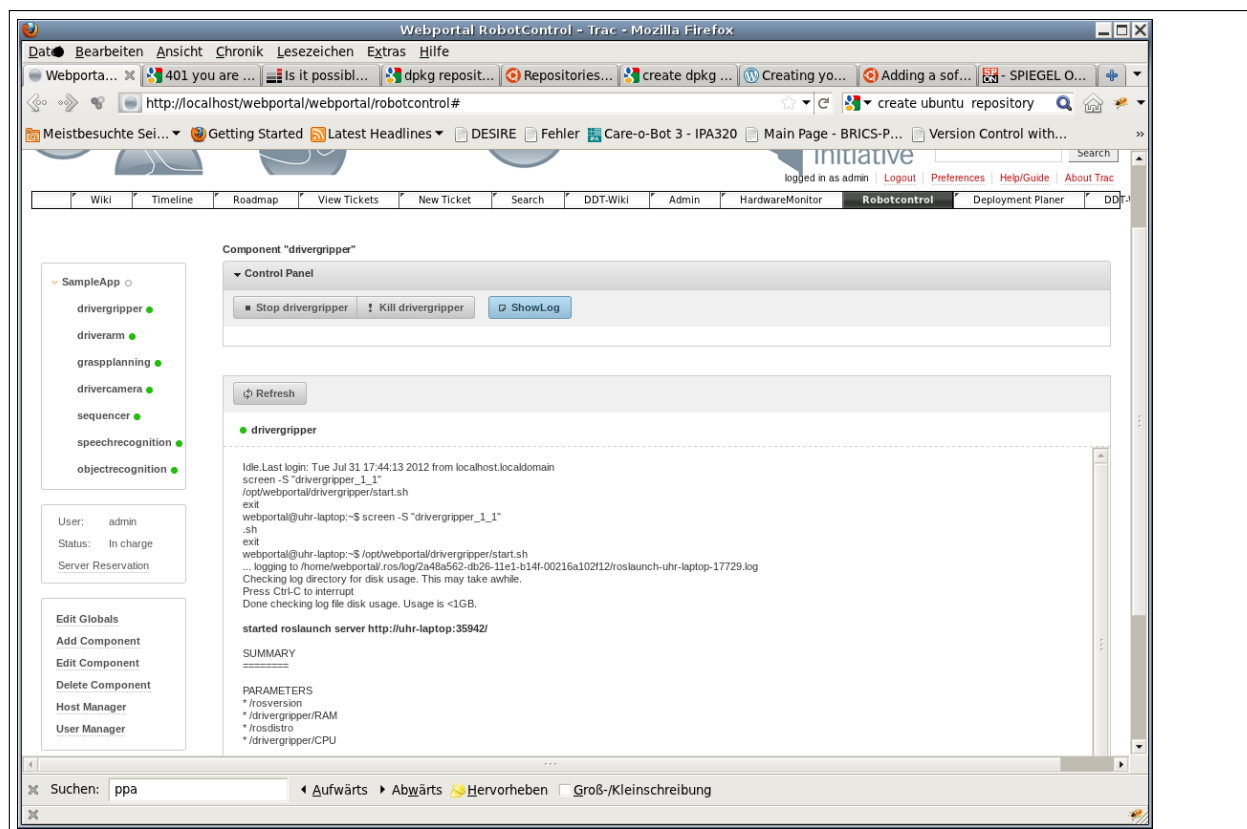 Webportal RobotControl - Trac - Mozilla Firefox
Bearbeiten Ansicht Chronik Lesezeichen Extras Hilfe
Webporta... 401 you are ... Is it possibl... dpkg reposit... Repositories... create dpkg ... Creating yo... Adding a sof... - SPIEGEL O...
http://localhost/webportal/webportal/robotcontrol# create ubuntu repository
Meistbesuchte Sei... Getting Started Latest Headlines DESIRE Fehler Care-o-Bot 3 - IPA320 Main Page - BRICS-P... Version Control with... »
Initiative Search
logged in as admin Logout Preferences Help/Guide About Trac
Wiki Timeline Roadmap View Tickets New Ticket Search DDT-Wiki Admin HardwareMonitor Robotcontrol Deployment Planer
Component "drivergripper"
Control Panel
Stop drivergripper Kill drivergripper ShowLog
SampleApp
drivergripper
driverarm
graspplanning
drivercamera
sequencer
speechrecognition
objectrecognition
User: admin
Status: In charge
Server Reservation
Edit Globals
Add Component
Edit Component
Delete Component
Host Manager
User Manager
Refresh
drivergripper
Idle.Last login: Tue Jul 31 17:44:13 2012 from localhost.localdomain
screen -S "drivergripper_1_1"
/opt/webportal/drivergripper/start.sh
exit
webportal@uhr-laptop:~$ screen -S "drivergripper_1_1"
.sh
exit
webportal@uhr-laptop:~$ /opt/webportal/drivergripper/start.sh
... logging to /home/webportal/.ros/log/2a48a562-db26-11e1-b14f-00216a102f12/roslaunch-uhr-laptop-17729.log
Checking log directory for disk usage. This may take awhile.
Press Ctrl-C to interrupt
Done checking log file disk usage. Usage is <1GB.
started roslaunch server http://uhr-laptop:35942/
SUMMARY
========
PARAMETERS
* /rosversion
* /drivergripper/RAM
* /rosdistro
* /drivergripper/CPU
Suchen: ppa Aufwärts Abwärts Hervorheben Groß-/Kleinschreibung